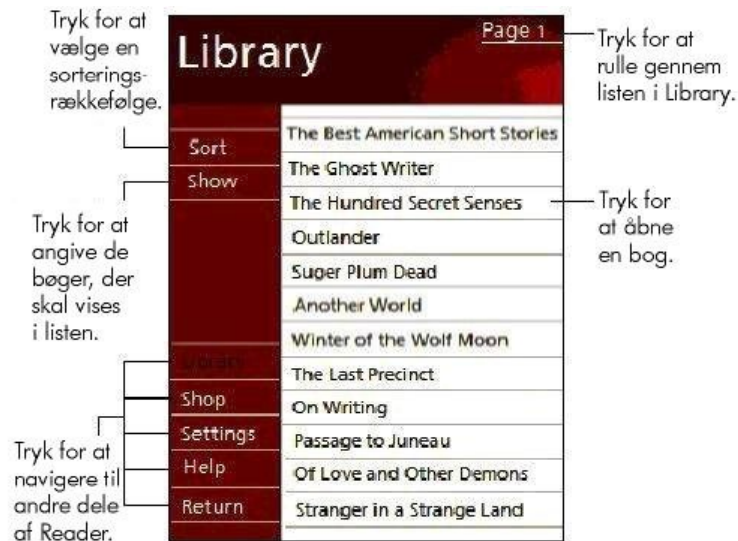 Tryk for at
vælge en
sorterings-
rækkefølge.
Library
Page 1
Tryk for at
rulle gennem
listen i Library.
Sort
Show
Tryk for at
angive de
bøger, der
skal vises
i listen.
The Best American Short Stories
The Ghost Writer
The Hundred Secret Senses
Outlander
Suger Plum Dead
Another World
Winter of the Wolf Moon
The Last Precinct
On Writing
Passage to Juneau
Of Love and Other Demons
Stranger in a Strange Land
Tryk for
at åbne
en bog.
Library
Shop
Settings
Help
Return
Tryk for at
navigere til
andre dele
af Reader.